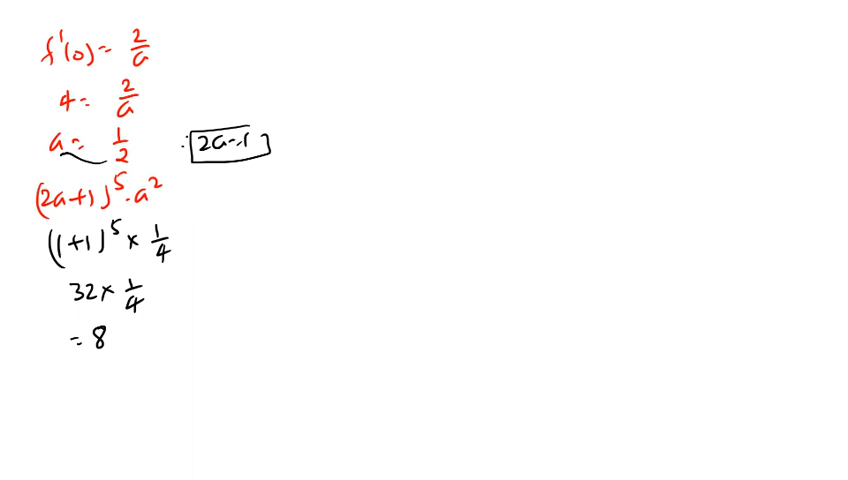 f'(0) = 2/a
4 = 2/a
a = 1/2 ∴ 2a = 1
(2a+1)^5 · a^2
(1+1)^5 × 1/4
32 × 1/4
= 8